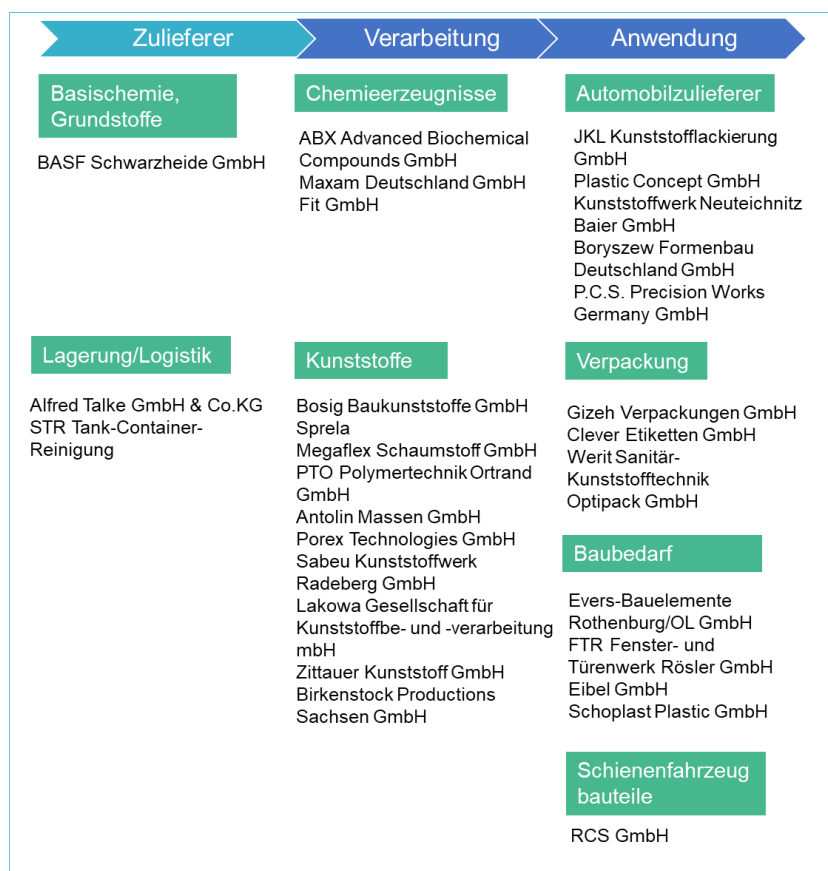 Zulieferer
Verarbeitung
Anwendung
Basischemie,
Grundstoffe
BASF Schwarzheide GmbH
Lagerung/Logistik
Alfred Talke GmbH & Co.KG
STR Tank-Container-
Reinigung
Chemieerzeugnisse
ABX Advanced Biochemical
Compounds GmbH
Maxam Deutschland GmbH
Fit GmbH
Kunststoffe
Bosig Baukunststoffe GmbH
Sprela
Megaflex Schaumstoff GmbH
PTO Polymertechnik Ortrand
GmbH
Antolin Massen GmbH
Porex Technologies GmbH
Sabeu Kunststoffwerk
Radeberg GmbH
Lakowa Gesellschaft für
Kunststoffbe- und -verarbeitung
mbH
Zittauer Kunststoff GmbH
Birkenstock Productions
Sachsen GmbH
Automobilzulieferer
JKL Kunststofflackierung
GmbH
Plastic Concept GmbH
Kunststoffwerk Neuteichnitz
Baier GmbH
Boryszew Formenbau
Deutschland GmbH
P.C.S. Precision Works
Germany GmbH
Verpackung
Gizeh Verpackungen GmbH
Clever Etiketten GmbH
Werit Sanitär-
Kunststofftechnik
Optipack GmbH
Baubedarf
Evers-Bauelemente
Rothenburg/OL GmbH
FTR Fenster- und
Türenwerk Rösler GmbH
Eibel GmbH
Schoplast Plastic GmbH
Schienenfahrzeug
bauteile
RCS GmbH